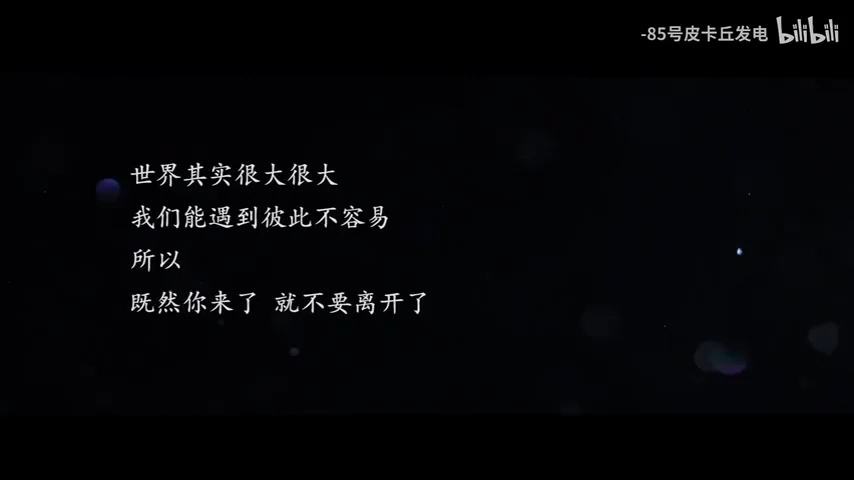 -85号皮卡丘发电 bilibili
世界其实很大很大
我们能遇到彼此不容易
所以
既然你来了 就不要离开了